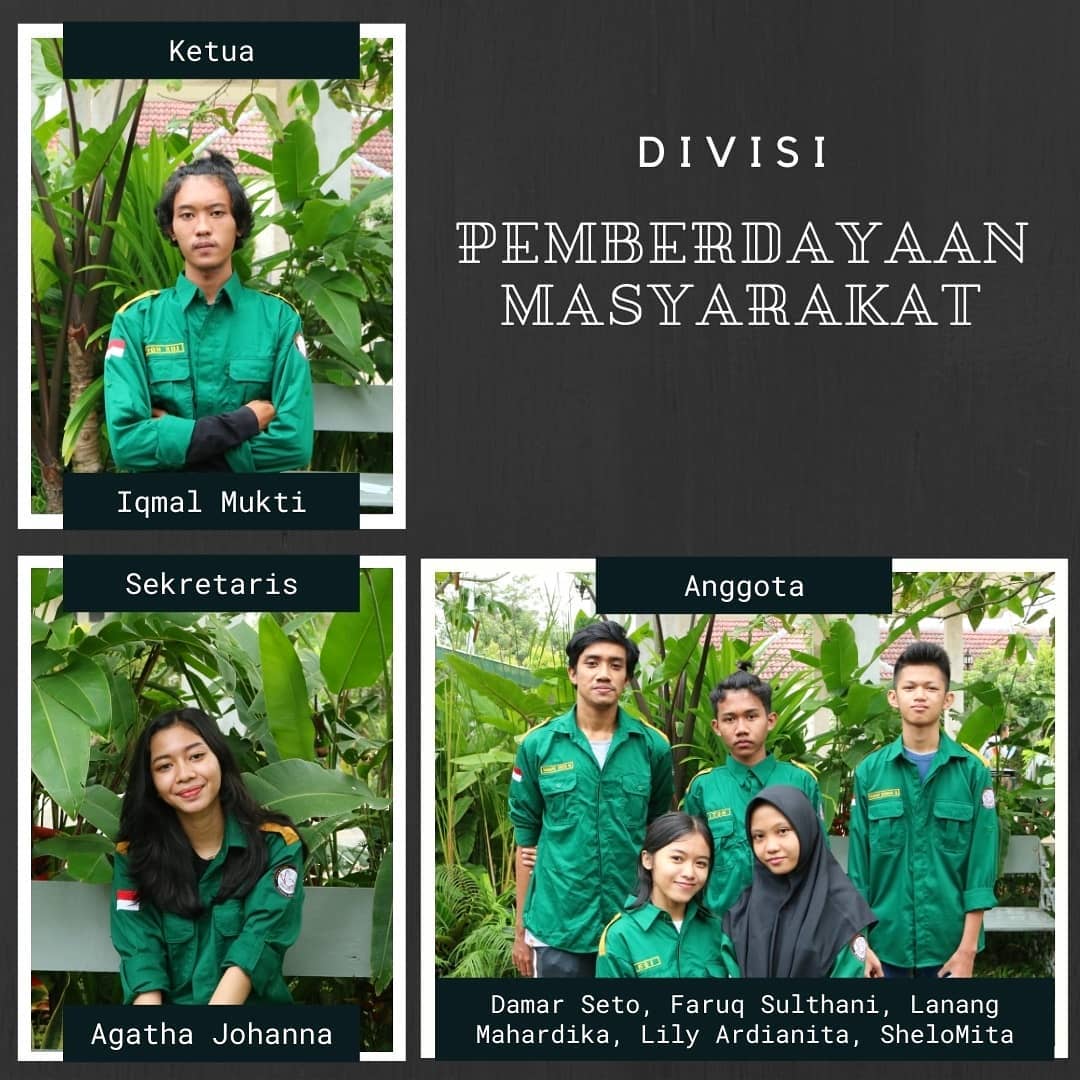 Ketua
DIVISI
PEMBERDAYAAN
MASYARAKAT
Iqmal Mukti
Sekretaris
Agatha Johanna
Anggota
Damar Seto, Faruq Sulthani, Lanang
Mahardika, Lily Ardianita, SheloMita